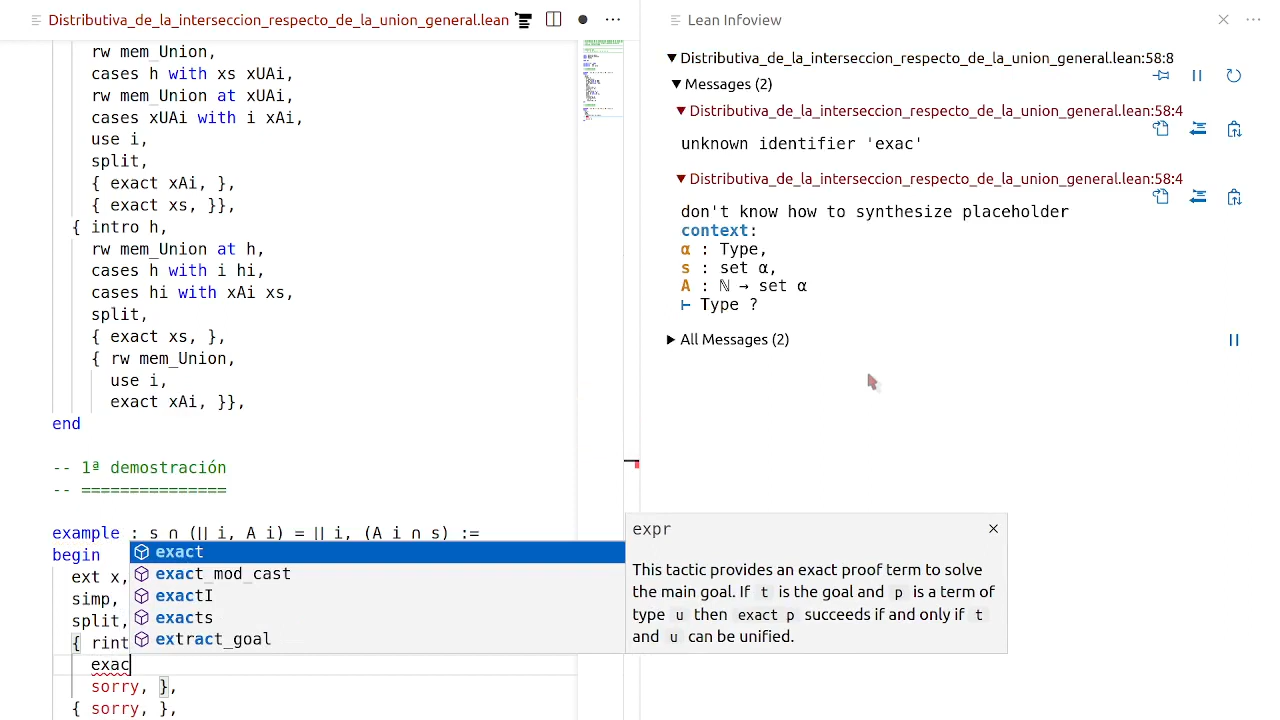 Distributiva_de_la_interseccion_respecto_de_la_union_general.lean
rw mem_Union,
cases h with xs xUAi,
rw mem_Union at xUAi,
cases xUAi with i xAi,
use i,
split,
{ exact xAi, },
{ exact xs, }},
{ intro h,
rw mem_Union at h,
cases h with i hi,
cases hi with xAi xs,
split,
{ exact xs, },
{ rw mem_Union,
use i,
exact xAi, }},
end
-- 1ª demostración
-- ===============
example : s ∩ (⋃ i, A i) = ⋃ i, (A i ∩ s) :=
begin
ext x,
simp,
split,
{ rint
exac
sorry, },
{ sorry, },
exact
exact_mod_cast
exactI
exacts
extract_goal
expr
This tactic provides an exact proof term to solve
the main goal. If t is the goal and p is a term of
type u then exact p succeeds if and only if t
and u can be unified.
Lean Infoview
Distributiva_de_la_interseccion_respecto_de_la_union_general.lean:58:8
Messages (2)
Distributiva_de_la_interseccion_respecto_de_la_union_general.lean:58:4
unknown identifier 'exac'
Distributiva_de_la_interseccion_respecto_de_la_union_general.lean:58:4
don't know how to synthesize placeholder
context:
α : Type,
s : set α,
A : ℕ → set α
⊢ Type ?
All Messages (2)